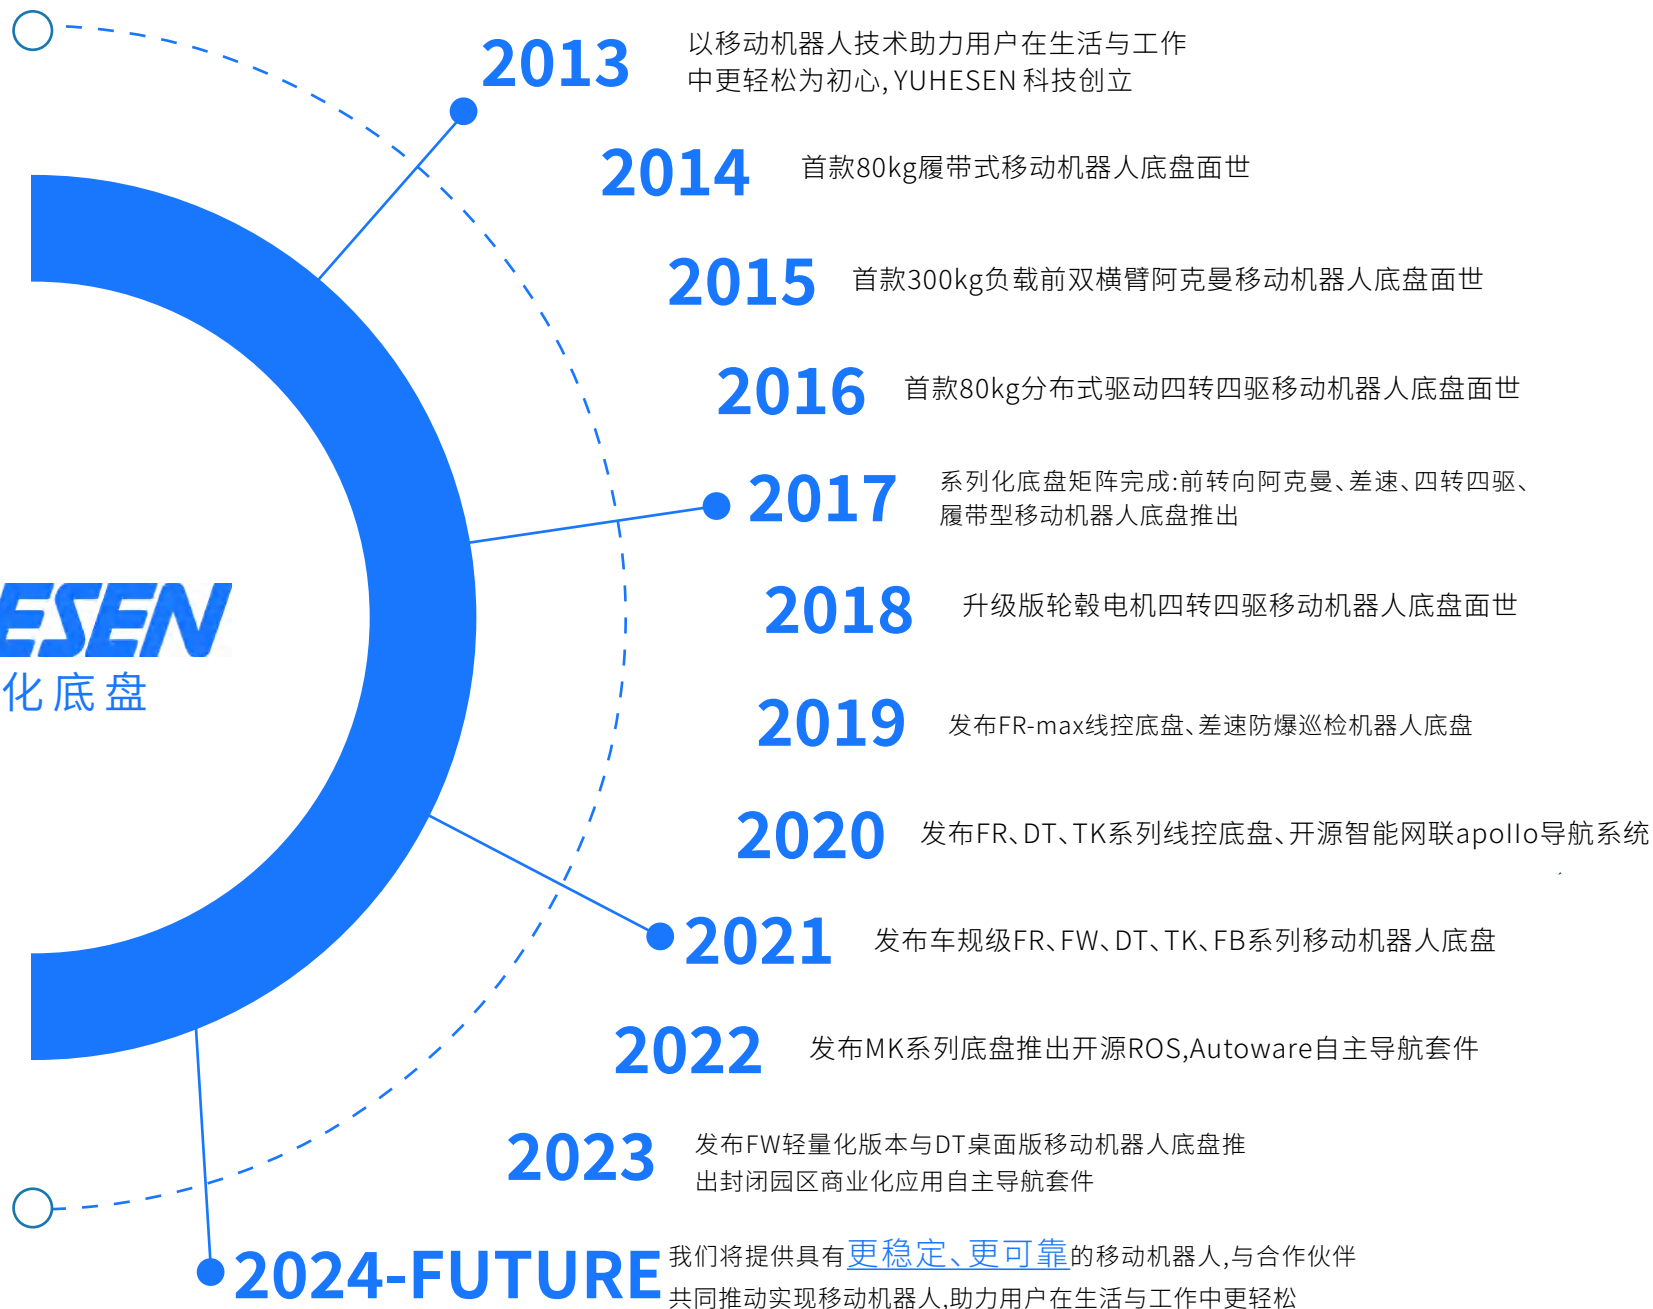 2013
以移动机器人技术助力用户在生活与工作
中更轻松为初心,YUHESEN科技创立
2014
首款80kg履带式移动机器人底盘面世
2015
首款300kg负载前双横臂阿克曼移动机器人底盘面世
2016
首款80kg分布式驱动四转四驱移动机器人底盘面世
2017
系列化底盘矩阵完成:前转向阿克曼、差速、四转四驱、
履带型移动机器人底盘推出
ESEN
化底盘
2018
升级版轮毂电机四转四驱移动机器人底盘面世
2019
发布FR-max线控底盘、差速防爆巡检机器人底盘
2020
发布FR、DT、TK系列线控底盘、开源智能网联apollo导航系统
2021
发布车规级FR、FW、DT、TK、FB系列移动机器人底盘
2022
发布MK系列底盘推出开源ROS,Autoware自主导航套件
2023
发布FW轻量化版本与DT桌面版移动机器人底盘推
出封闭园区商业化应用自主导航套件
2024-FUTURE
我们将提供具有更稳定、更可靠的移动机器人,与合作伙伴
共同推动实现移动机器人,助力用户在生活与工作中更轻松